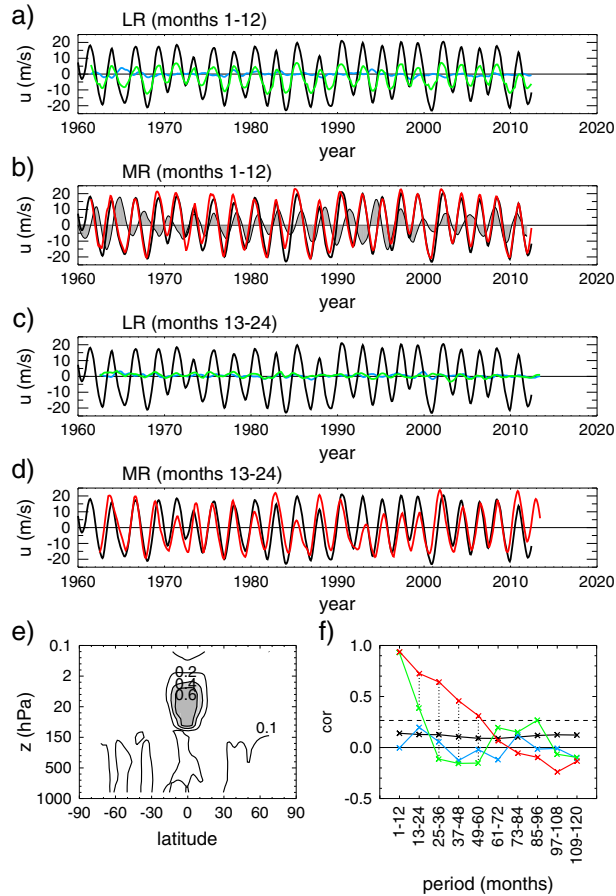 a) LR (months 1-12)
u (m/s)
20
10
0
-10
-20
1960 1970 1980 1990 2000 2010 2020
year
b) MR (months 1-12)
u (m/s)
20
10
0
-10
-20
1960 1970 1980 1990 2000 2010 2020
year
c) LR (months 13-24)
u (m/s)
20
10
0
-10
-20
1960 1970 1980 1990 2000 2010 2020
year
d) MR (months 13-24)
u (m/s)
20
10
0
-10
-20
1960 1970 1980 1990 2000 2010 2020
year
e)
z (hPa)
0.1
2
20
150
500
1000
0.2
0.4
0.6
0.1
-90 -60 -30 0 30 60 90
latitude
f)
cor
1.0
0.5
0.0
-0.5
1-12
13-24
25-36
37-48
49-60
61-72
73-84
85-96
97-108
109-120
period (months)